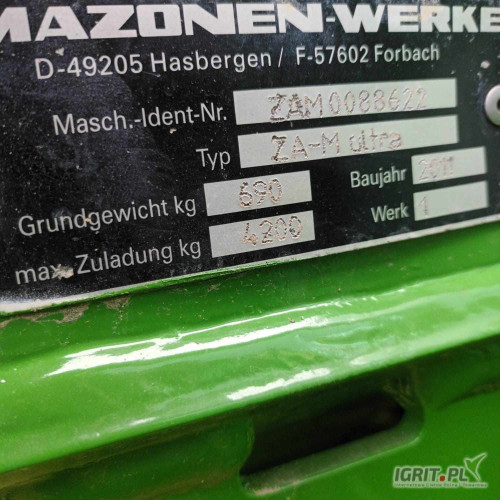 MAZONEN-WERKE
D-49205 Hasbergen / F-57602 Forbach
Masch.-Ident-Nr. ZAM0088622
Typ ZA-M ultra
Grundgewicht kg 690 Baujahr 2011
max. Zuladung kg 4200 Werk 1
IGRIT.PL